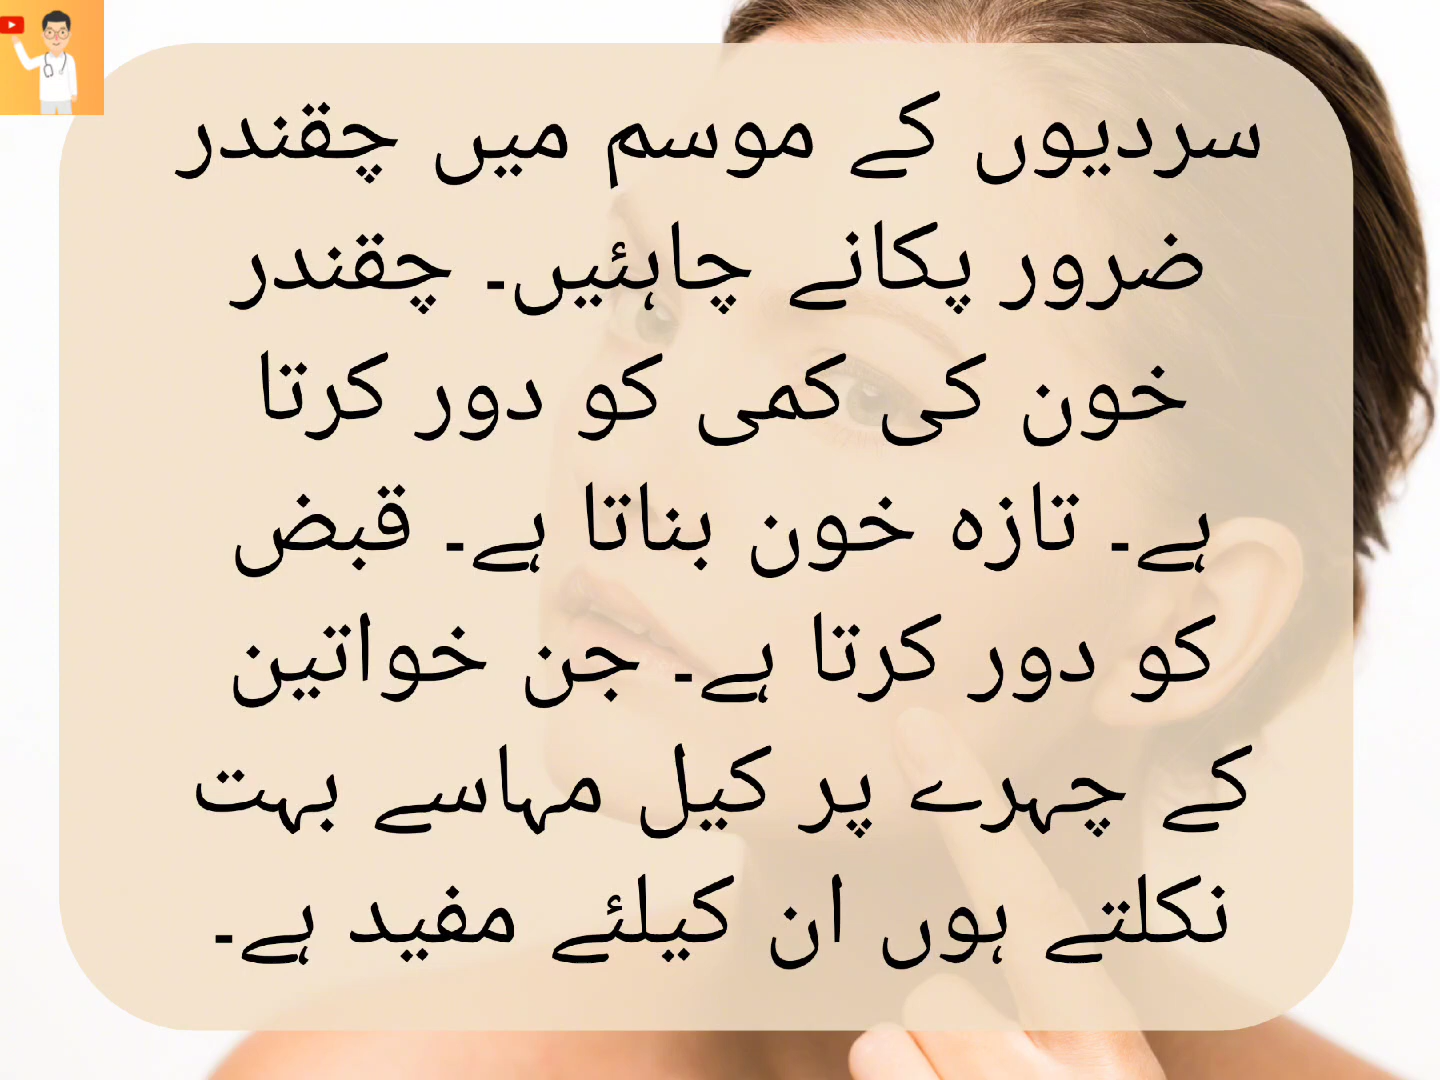 سردیوں کے موسم میں چقندر
ضرور پکانے چاہئیں۔ چقندر
خون کی کمی کو دور کرتا
ہے۔ تازہ خون بناتا ہے۔ قبض
کو دور کرتا ہے۔ جن خواتین
کے چہرے پر کیل مہاسے بہت
نکلتے ہوں ان کیلئے مفید ہے۔